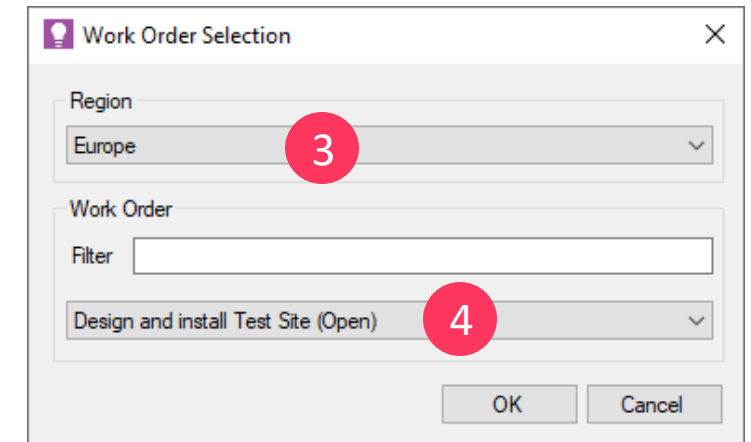 Work Order Selection
Region
Europe
3
Work Order
Filter
Design and install Test Site (Open)
4
OK
Cancel